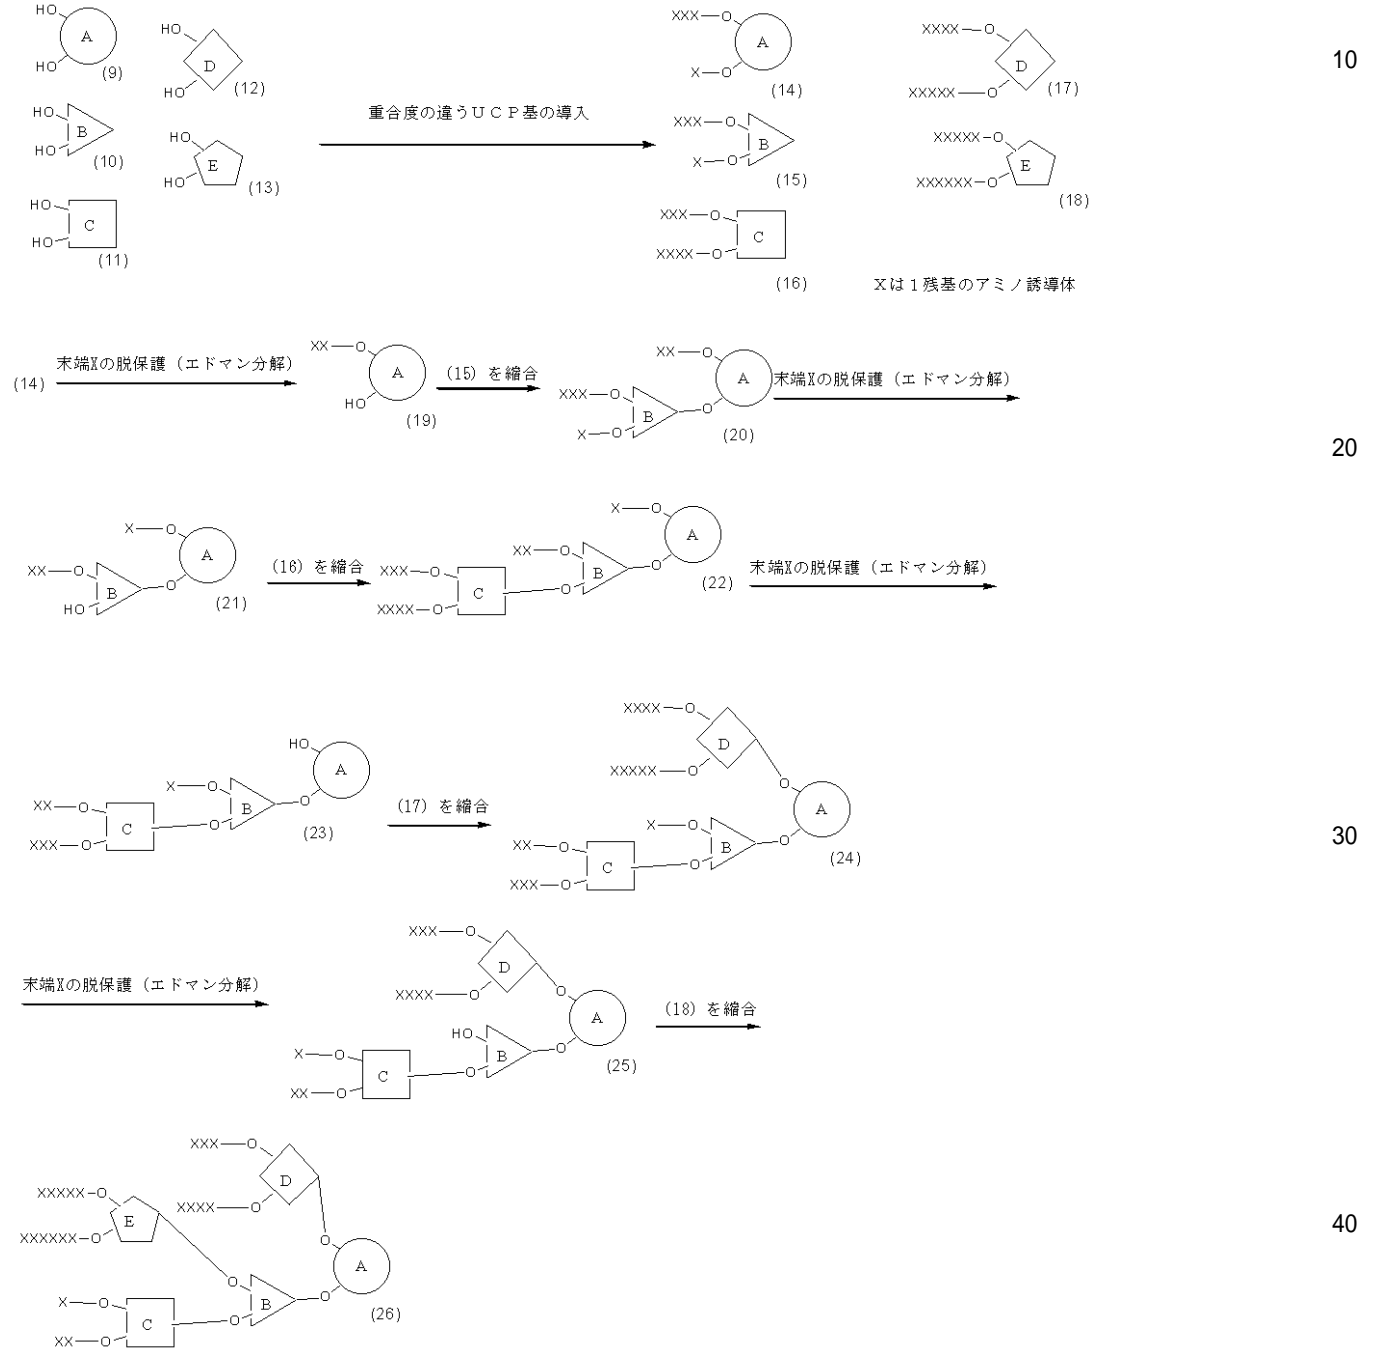 HO
A
HO
(9)
HO
D
HO
(12)
HO
B
HO
(10)
HO
E
HO
(13)
HO
C
HO
(11)
重合度の違うＵＣＰ基の導入
XXX—O
A
X—O
(14)
XXXX—O
D
XXXXX—O
(17)
XXX—O
B
X—O
(15)
XXXXX—O
E
XXXXXX—O
(18)
XXX—O
C
XXXX—O
(16)
Ｘは１残基のアミノ誘導体
10
(14)
末端Xの脱保護（エドマン分解）
XX—O
A
HO
(19)
(15) を縮合
XX—O
A
XXX—O
B
O
X—O
(20)
末端Xの脱保護（エドマン分解）
20
X—O
A
XX—O
B
O
HO
(21)
(16) を縮合
X—O
A
XX—O
B
O
XXX—O
C
O
XXXX—O
(22)
末端Xの脱保護（エドマン分解）
HO
A
X—O
B
O
XX—O
C
O
XXX—O
(23)
(17) を縮合
XXXX—O
D
XXXXX—O
O
A
X—O
B
O
XX—O
C
O
XXX—O
(24)
30
末端Xの脱保護（エドマン分解）
XXX—O
D
XXXX—O
O
A
HO
B
O
X—O
C
O
XX—O
(25)
(18) を縮合
XXX—O
D
XXXX—O
XXXXX—O
E
XXXXXX—O
O
A
O
B
O
X—O
C
O
XX—O
(26)
40